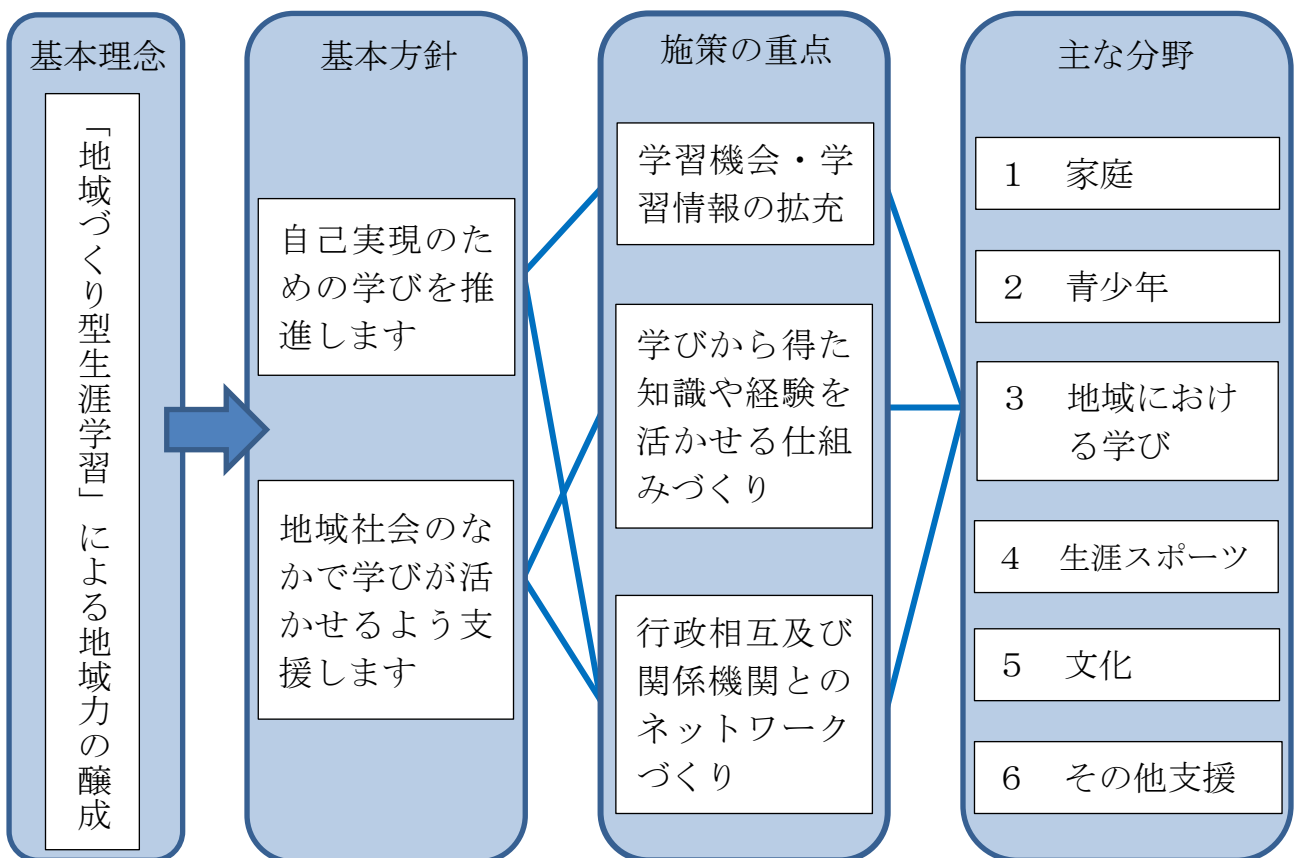 基本理念
「地域づくり型生涯学習」による地域力の醸成
基本方針
自己実現のた
めの学びを推
進します
地域社会のな
かで学びが活
かせるよう支
援します
施策の重点
学習機会・学
習情報の拡充
学びから得た
知識や経験を
活かせる仕組
みづくり
行政相互及び
関係機関との
ネットワーク
づくり
主な分野
１　家庭
２　青少年
３　地域におけ
る学び
４　生涯スポーツ
５　文化
６　その他支援